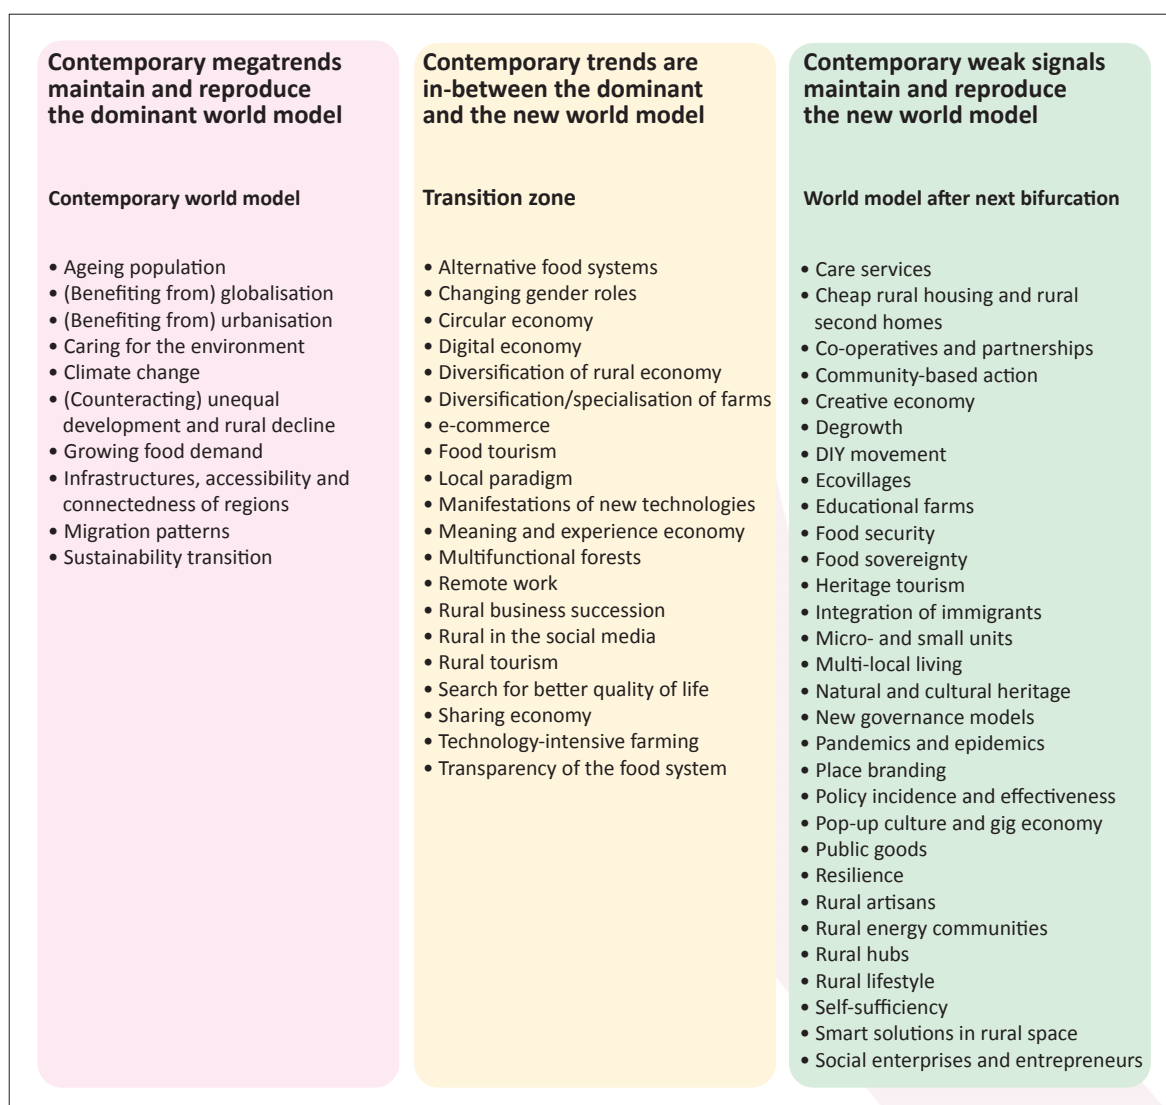 Contemporary megatrends
maintain and reproduce
the dominant world model
Contemporary world model
• Ageing population
• (Benefiting from) globalisation
• (Benefiting from) urbanisation
• Caring for the environment
• Climate change
• (Counteracting) unequal
development and rural decline
• Growing food demand
• Infrastructures, accessibility and
connectedness of regions
• Migration patterns
• Sustainability transition
Contemporary trends are
in-between the dominant
and the new world model
Transition zone
• Alternative food systems
• Changing gender roles
• Circular economy
• Digital economy
• Diversification of rural economy
• Diversification/specialisation of farms
• e-commerce
• Food tourism
• Local paradigm
• Manifestations of new technologies
• Meaning and experience economy
• Multifunctional forests
• Remote work
• Rural business succession
• Rural in the social media
• Rural tourism
• Search for better quality of life
• Sharing economy
• Technology-intensive farming
• Transparency of the food system
Contemporary weak signals
maintain and reproduce
the new world model
World model after next bifurcation
• Care services
• Cheap rural housing and rural
second homes
• Co-operatives and partnerships
• Community-based action
• Creative economy
• Degrowth
• DIY movement
• Ecovillages
• Educational farms
• Food security
• Food sovereignty
• Heritage tourism
• Integration of immigrants
• Micro- and small units
• Multi-local living
• Natural and cultural heritage
• New governance models
• Pandemics and epidemics
• Place branding
• Policy incidence and effectiveness
• Pop-up culture and gig economy
• Public goods
• Resilience
• Rural artisans
• Rural energy communities
• Rural hubs
• Rural lifestyle
• Self-sufficiency
• Smart solutions in rural space
• Social enterprises and entrepreneurs